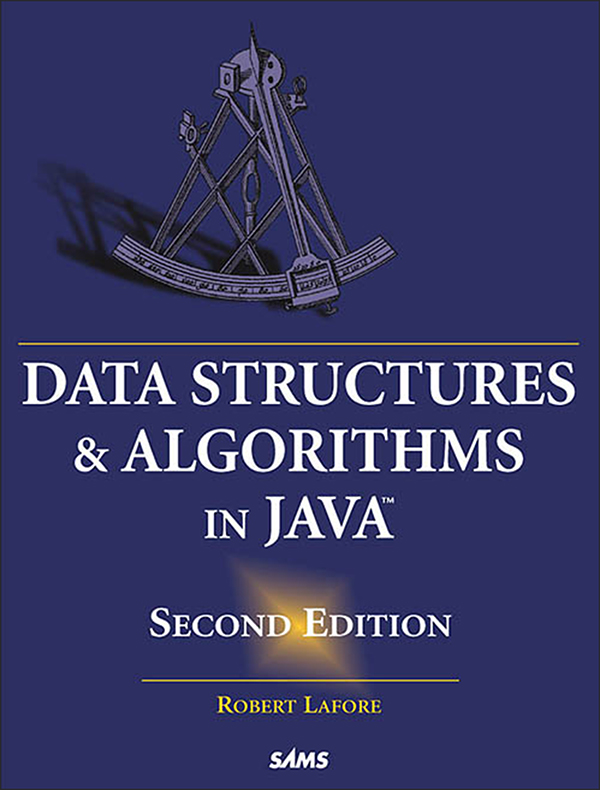 DATA STRUCTURES
& ALGORITHMS
IN JAVA™
SECOND EDITION
ROBERT LAFORE
SAMS